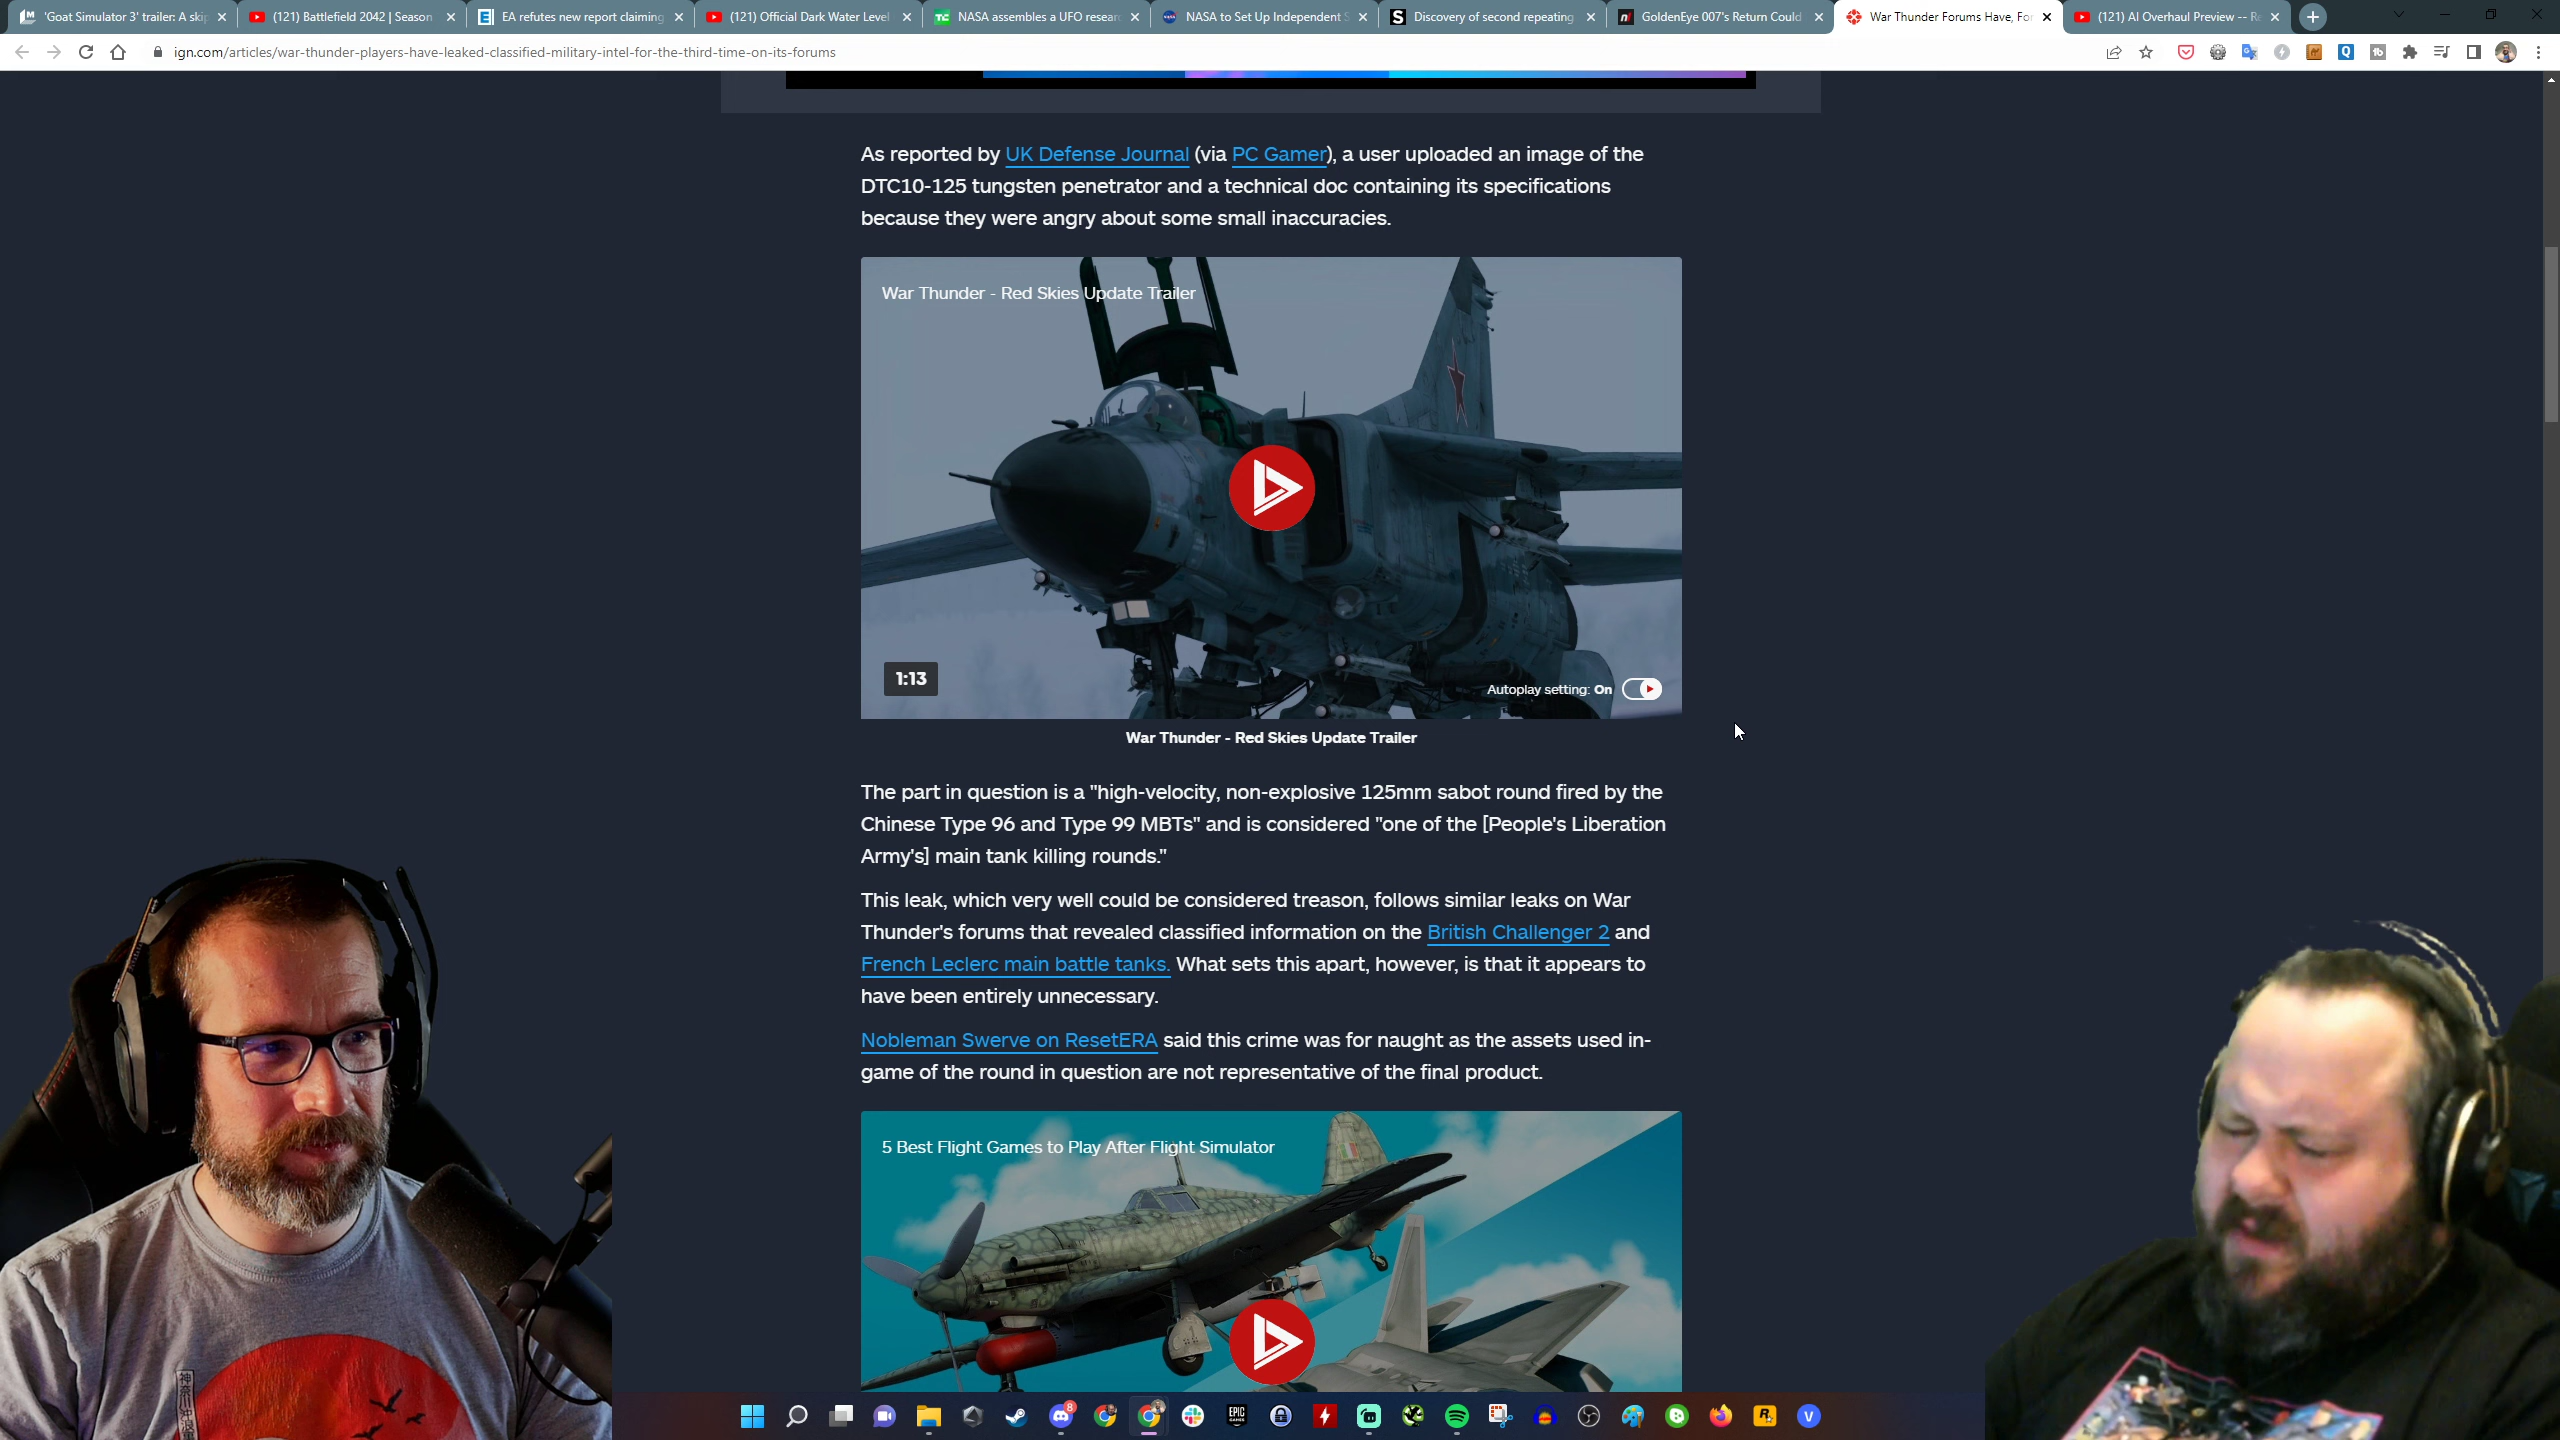 'Goat Simulator 3' trailer: A skip
(121) Battlefield 2042 | Season
EA refutes new report claiming
(121) Official Dark Water Level
NASA assembles a UFO resear
NASA to Set Up Independent S
Discovery of second repeating
GoldenEye 007's Return Could
War Thunder Forums Have, For
(121) AI Overhaul Preview -- Re
ign.com/articles/war-thunder-players-have-leaked-classified-military-intel-for-the-third-time-on-its-forums
As reported by UK Defense Journal (via PC Gamer), a user uploaded an image of the
DTC10-125 tungsten penetrator and a technical doc containing its specifications
because they were angry about some small inaccuracies.
War Thunder - Red Skies Update Trailer
1:13
Autoplay setting: On
War Thunder - Red Skies Update Trailer
The part in question is a "high-velocity, non-explosive 125mm sabot round fired by the
Chinese Type 96 and Type 99 MBTs" and is considered "one of the [People's Liberation
Army's] main tank killing rounds."
This leak, which very well could be considered treason, follows similar leaks on War
Thunder's forums that revealed classified information on the British Challenger 2 and
French Leclerc main battle tanks. What sets this apart, however, is that it appears to
have been entirely unnecessary.
Nobleman Swerve on ResetERA said this crime was for naught as the assets used in-
game of the round in question are not representative of the final product.
5 Best Flight Games to Play After Flight Simulator
神奈川沖浪裏
8
EPIC
GAMES
V